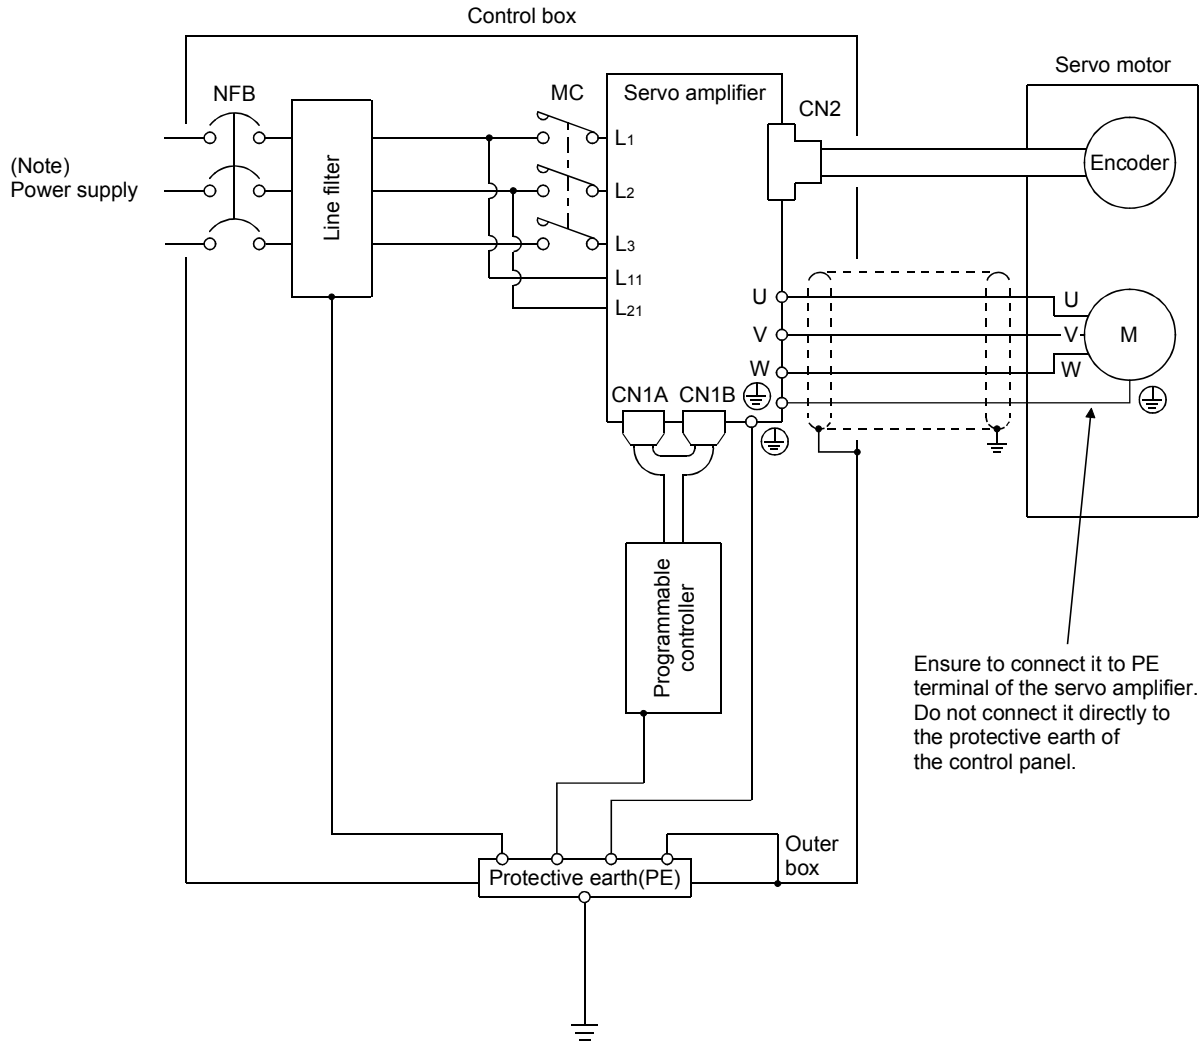 Control box
Servo motor
NFB
MC
Servo amplifier
CN2
(Note)
Power supply
Line filter
L1
L2
L3
L11
L21
Encoder
U
V
W
U
V
W
M
CN1A
CN1B
Programmable
controller
Ensure to connect it to PE
terminal of the servo amplifier.
Do not connect it directly to
the protective earth of
the control panel.
Outer
box
Protective earth(PE)